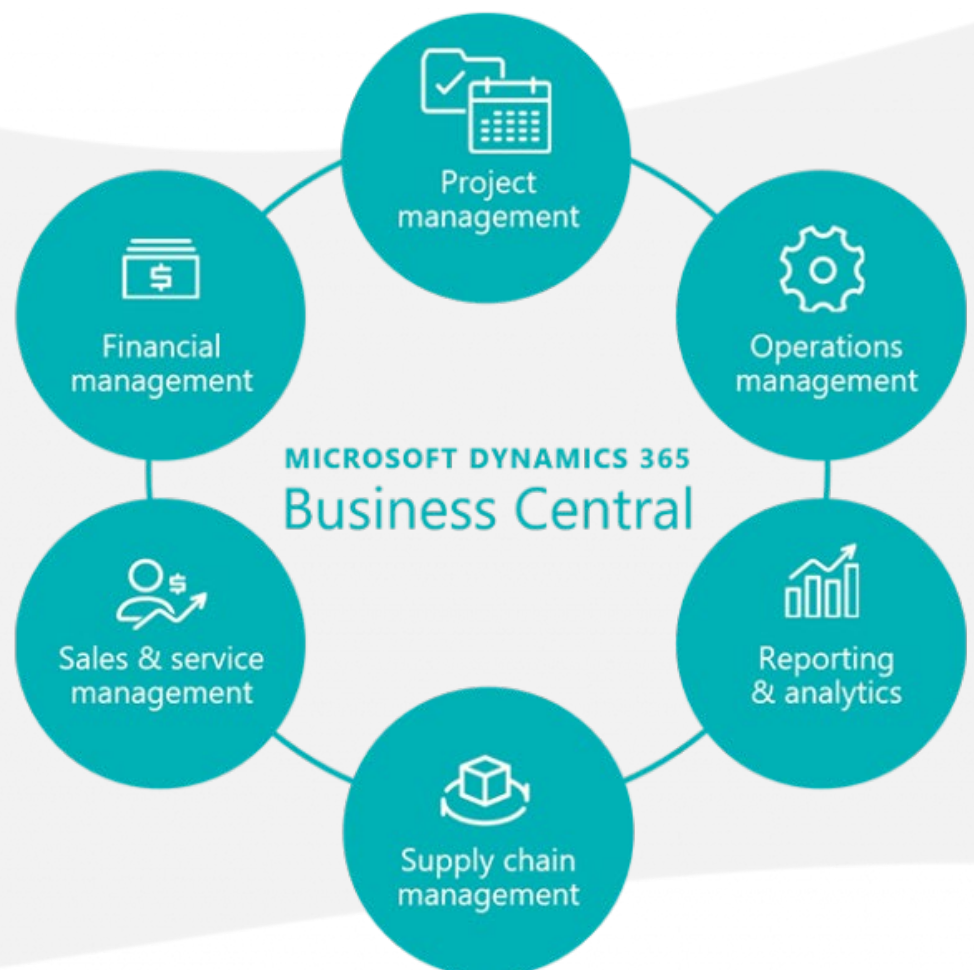 Project
management
Financial
management
Operations
management
MICROSOFT DYNAMICS 365
Business Central
Sales & service
management
Reporting
& analytics
Supply chain
management